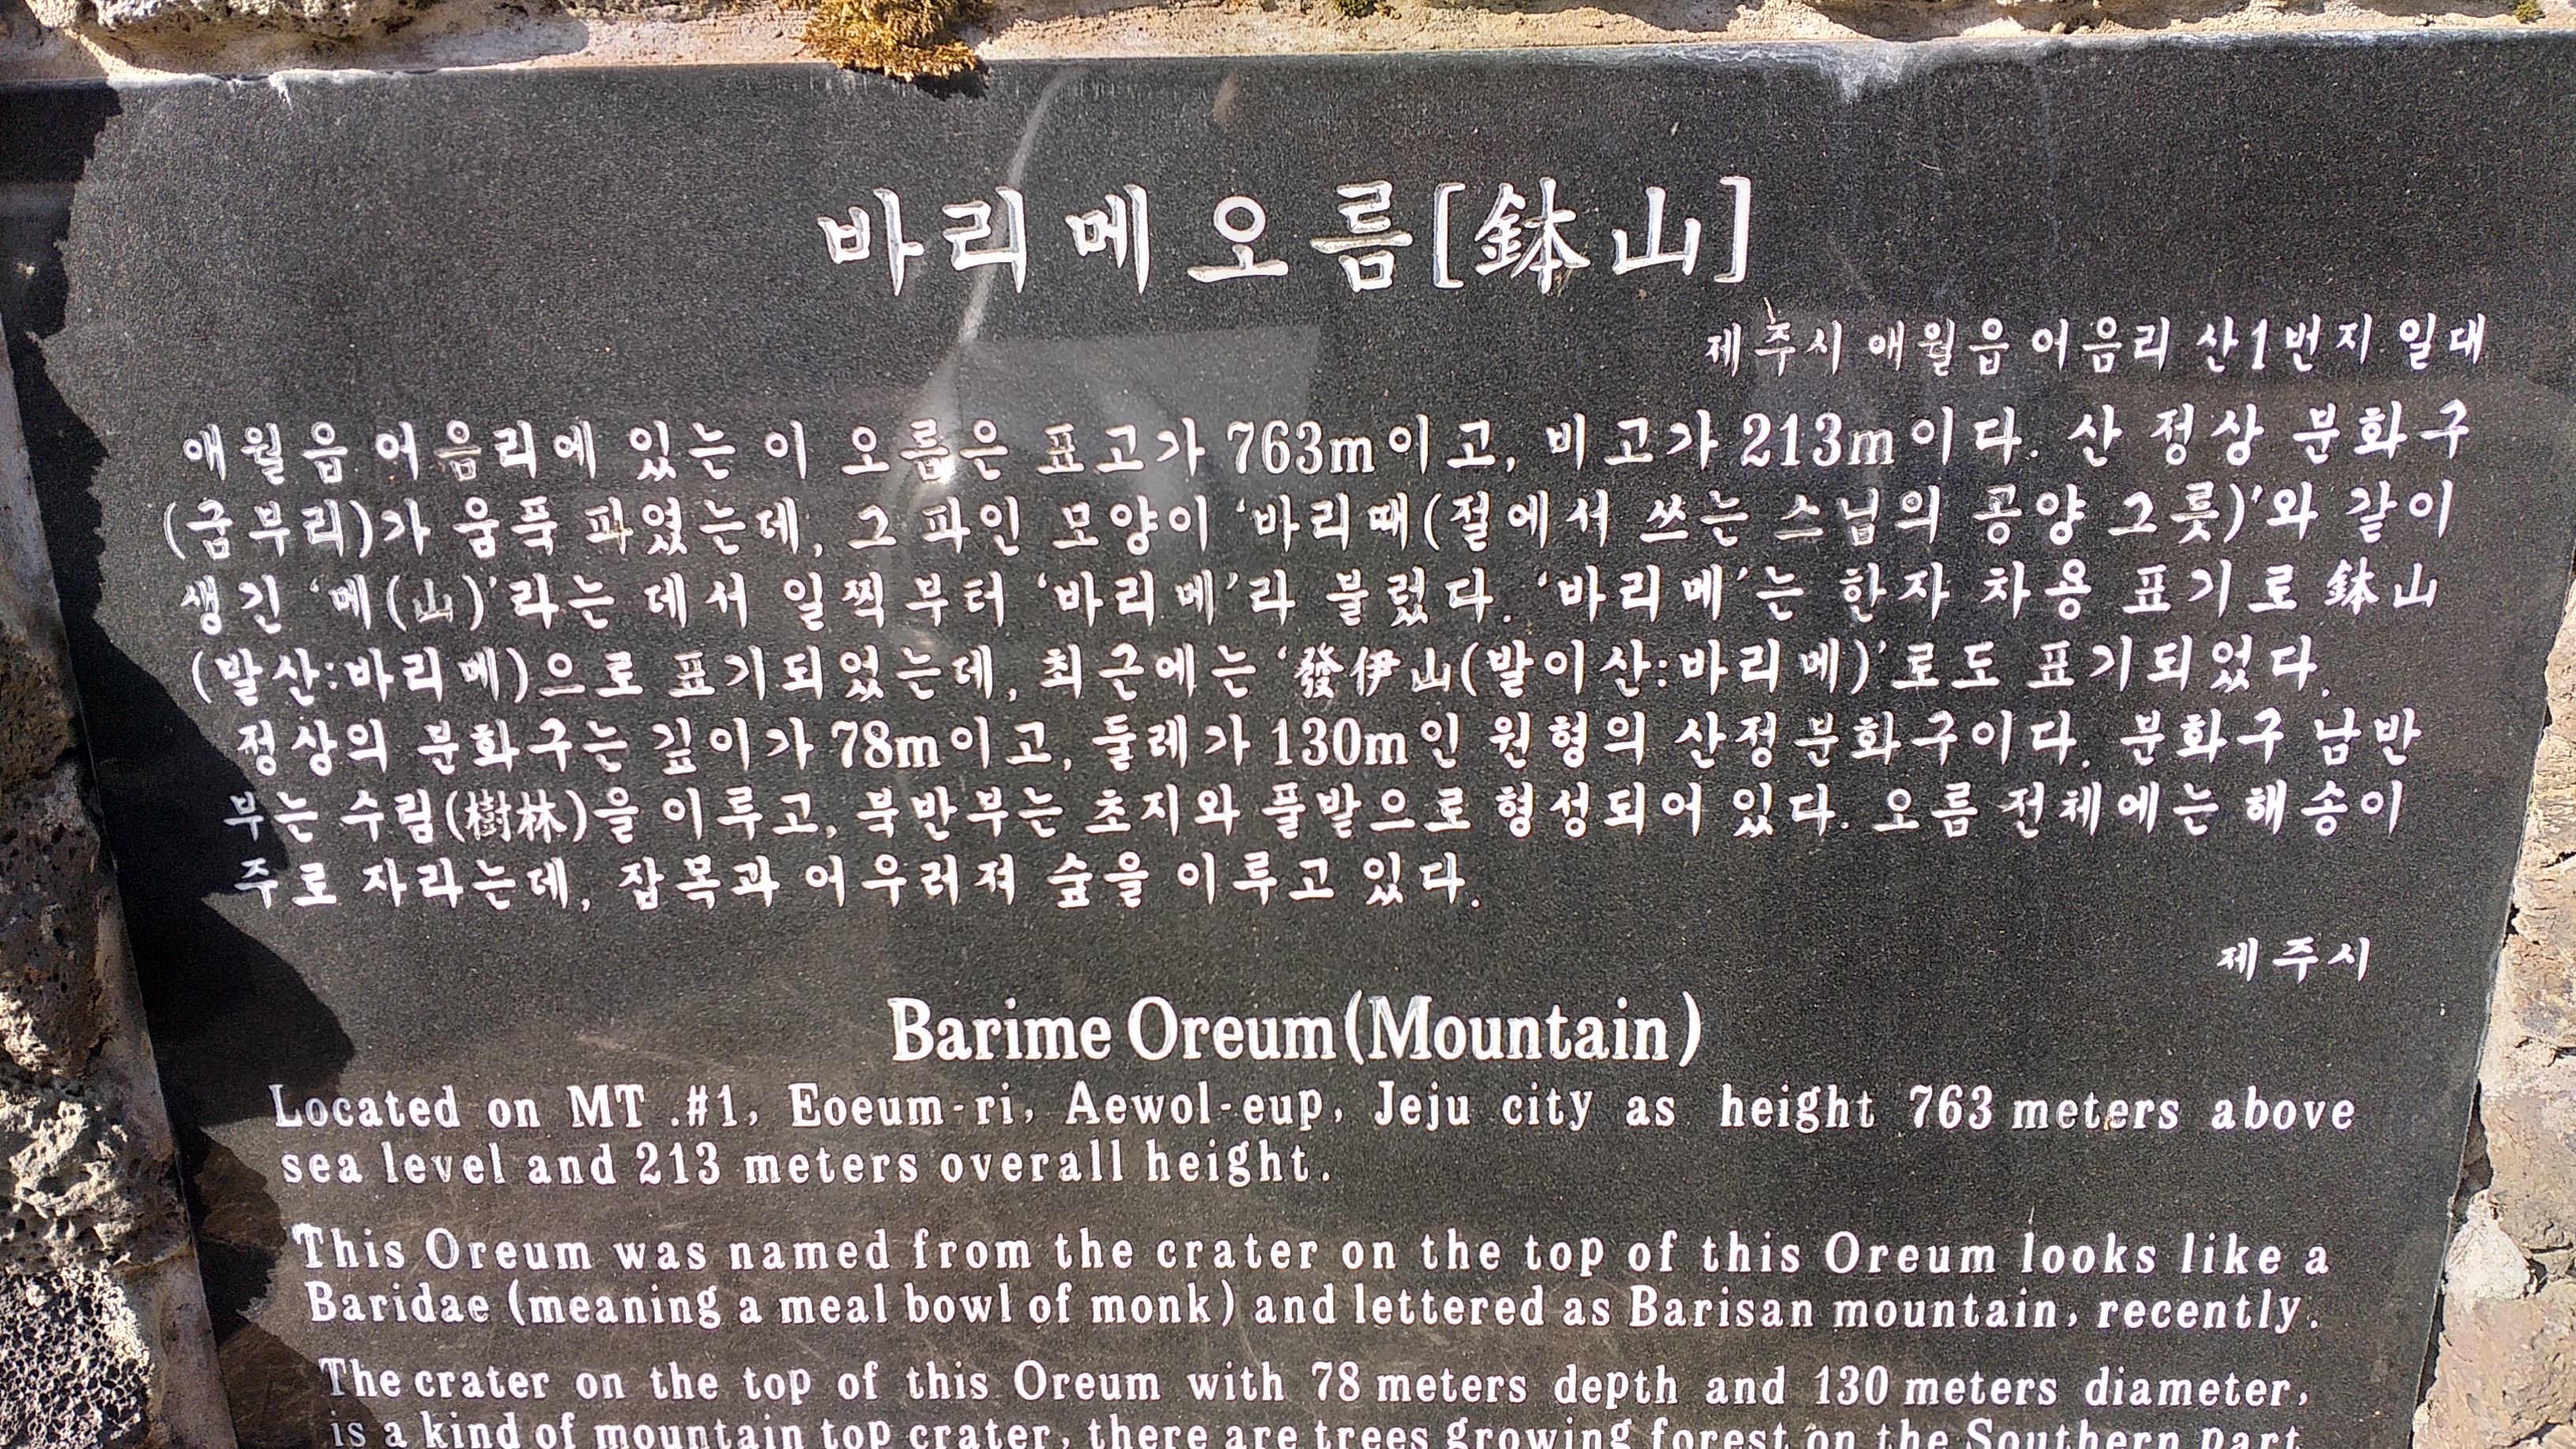 바리메오름[鉢山]
제주시 애월읍 어음리 산1번지 일대
애월읍 어음리에 있는 이 오름은 표고가 763m이고, 비고가 213m이다. 산 정상 분화구
(굼부리)가 움푹 파였는데, 그 파인 모양이 '바리때(절에서 쓰는 스님의 공양 그릇)'와 같이
생긴 '메(山)'라는 데서 일찍부터 '바리메'라 불렀다. '바리메'는 한자 차용 표기로 鉢山
(발산:바리메)으로 표기되었는데, 최근에는 '發伊山(발이산:바리메)'로도 표기되었다.
정상의 분화구는 깊이가 78m이고, 둘레가 130m인 원형의 산정분화구이다. 분화구 남반
부는 수림(樹林)을 이루고, 북반부는 초지와 풀밭으로 형성되어 있다. 오름 전체에는 해송이
주로 자라는데, 잡목과 어우러져 숲을 이루고 있다.
제주시
Barime Oreum(Mountain)
Located on MT .#1, Eoeum-ri, Aewol-eup, Jeju city as height 763 meters above
sea level and 213 meters overall height.
This Oreum was named from the crater on the top of this Oreum looks like a
Baridae (meaning a meal bowl of monk) and lettered as Barisan mountain, recently.
The crater on the top of this Oreum with 78 meters depth and 130 meters diameter,
is a kind of mountain top crater, there are trees growing forest on the Southern part